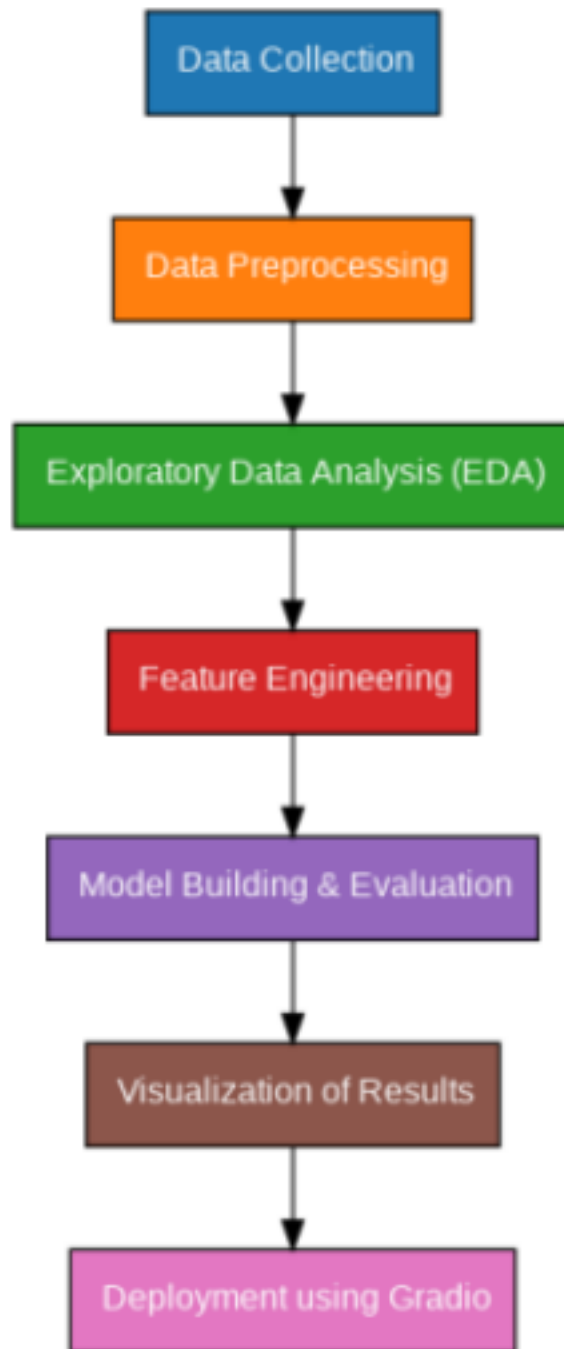 Data Collection
Data Preprocessing
Exploratory Data Analysis (EDA)
Feature Engineering
Model Building & Evaluation
Visualization of Results
Deployment using Gradio